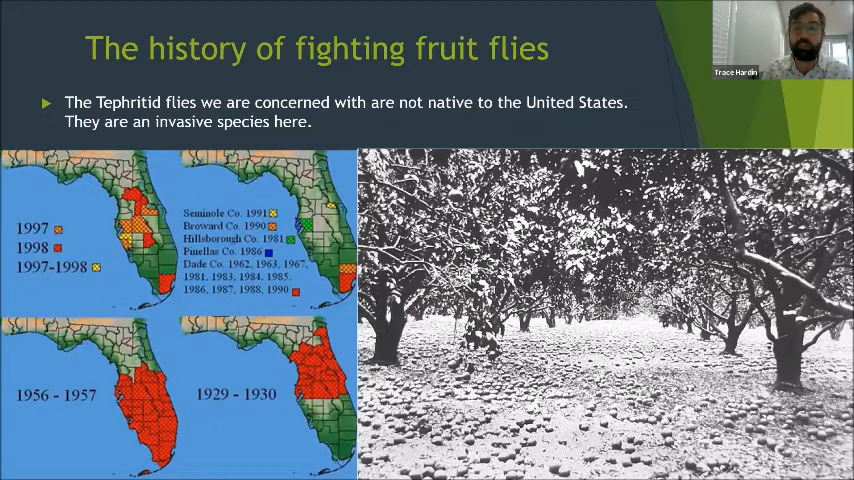 The history of fighting fruit flies
Trace Hardin
The Tephritid flies we are concerned with are not native to the United States.
They are an invasive species here.
1997
1998
1997-1998
Seminole Co. 1991
Broward Co. 1990
Hillsborough Co. 1981
Pinellas Co. 1986
Dade Co. 1962, 1963, 1967,
1981, 1983, 1984, 1985,
1986, 1987, 1988, 1990
1956 - 1957
1929 - 1930